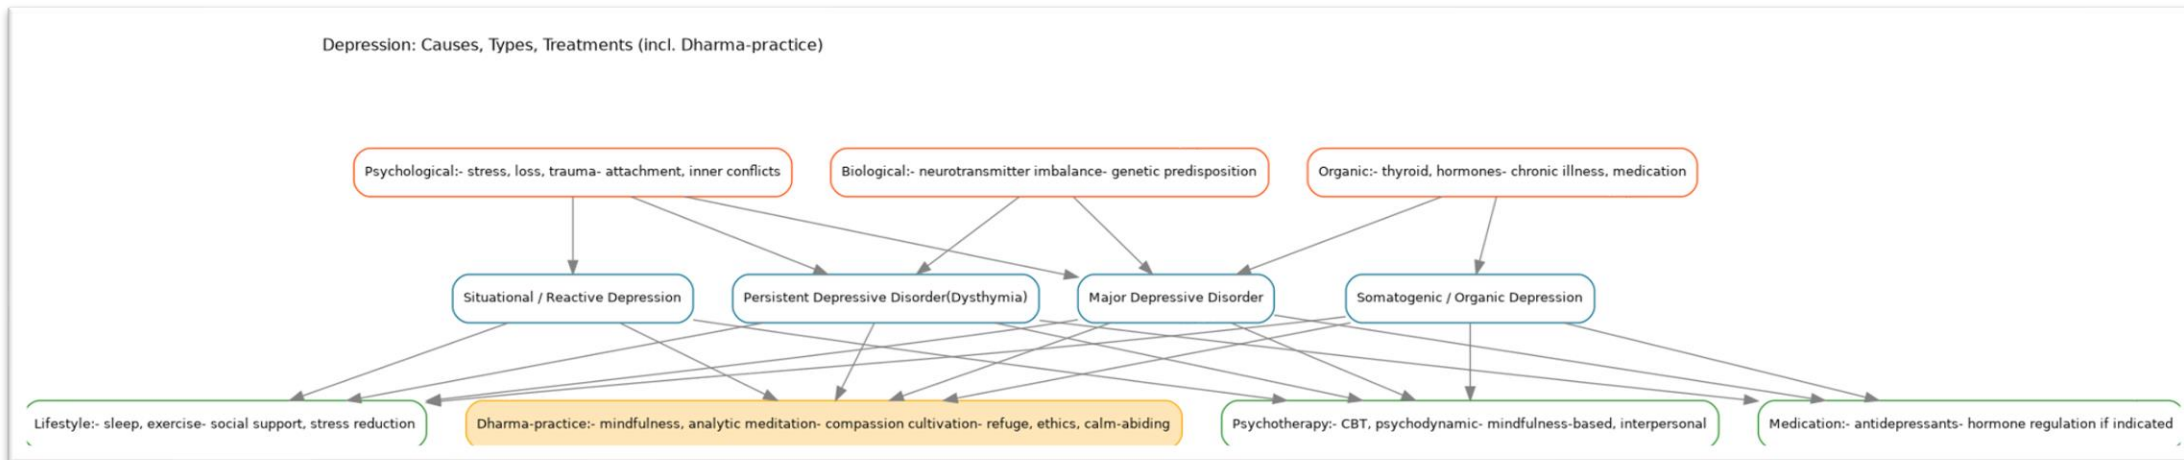 Depression: Causes, Types, Treatments (incl. Dharma-practice)
Psychological:- stress, loss, trauma- attachment, inner conflicts
Biological:- neurotransmitter imbalance- genetic predisposition
Organic:- thyroid, hormones- chronic illness, medication
Situational / Reactive Depression
Persistent Depressive Disorder(Dysthymia)
Major Depressive Disorder
Somatogenic / Organic Depression
Lifestyle:- sleep, exercise- social support, stress reduction
Dharma-practice:- mindfulness, analytic meditation- compassion cultivation- refuge, ethics, calm-abiding
Psychotherapy:- CBT, psychodynamic- mindfulness-based, interpersonal
Medication:- antidepressants- hormone regulation if indicated